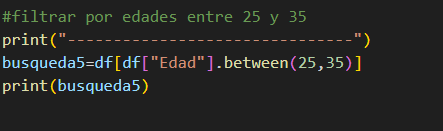 #filtrar por edades entre 25 y 35
print("-------------------------------")
busqueda5=df[df["Edad"].between(25,35)]
print(busqueda5)